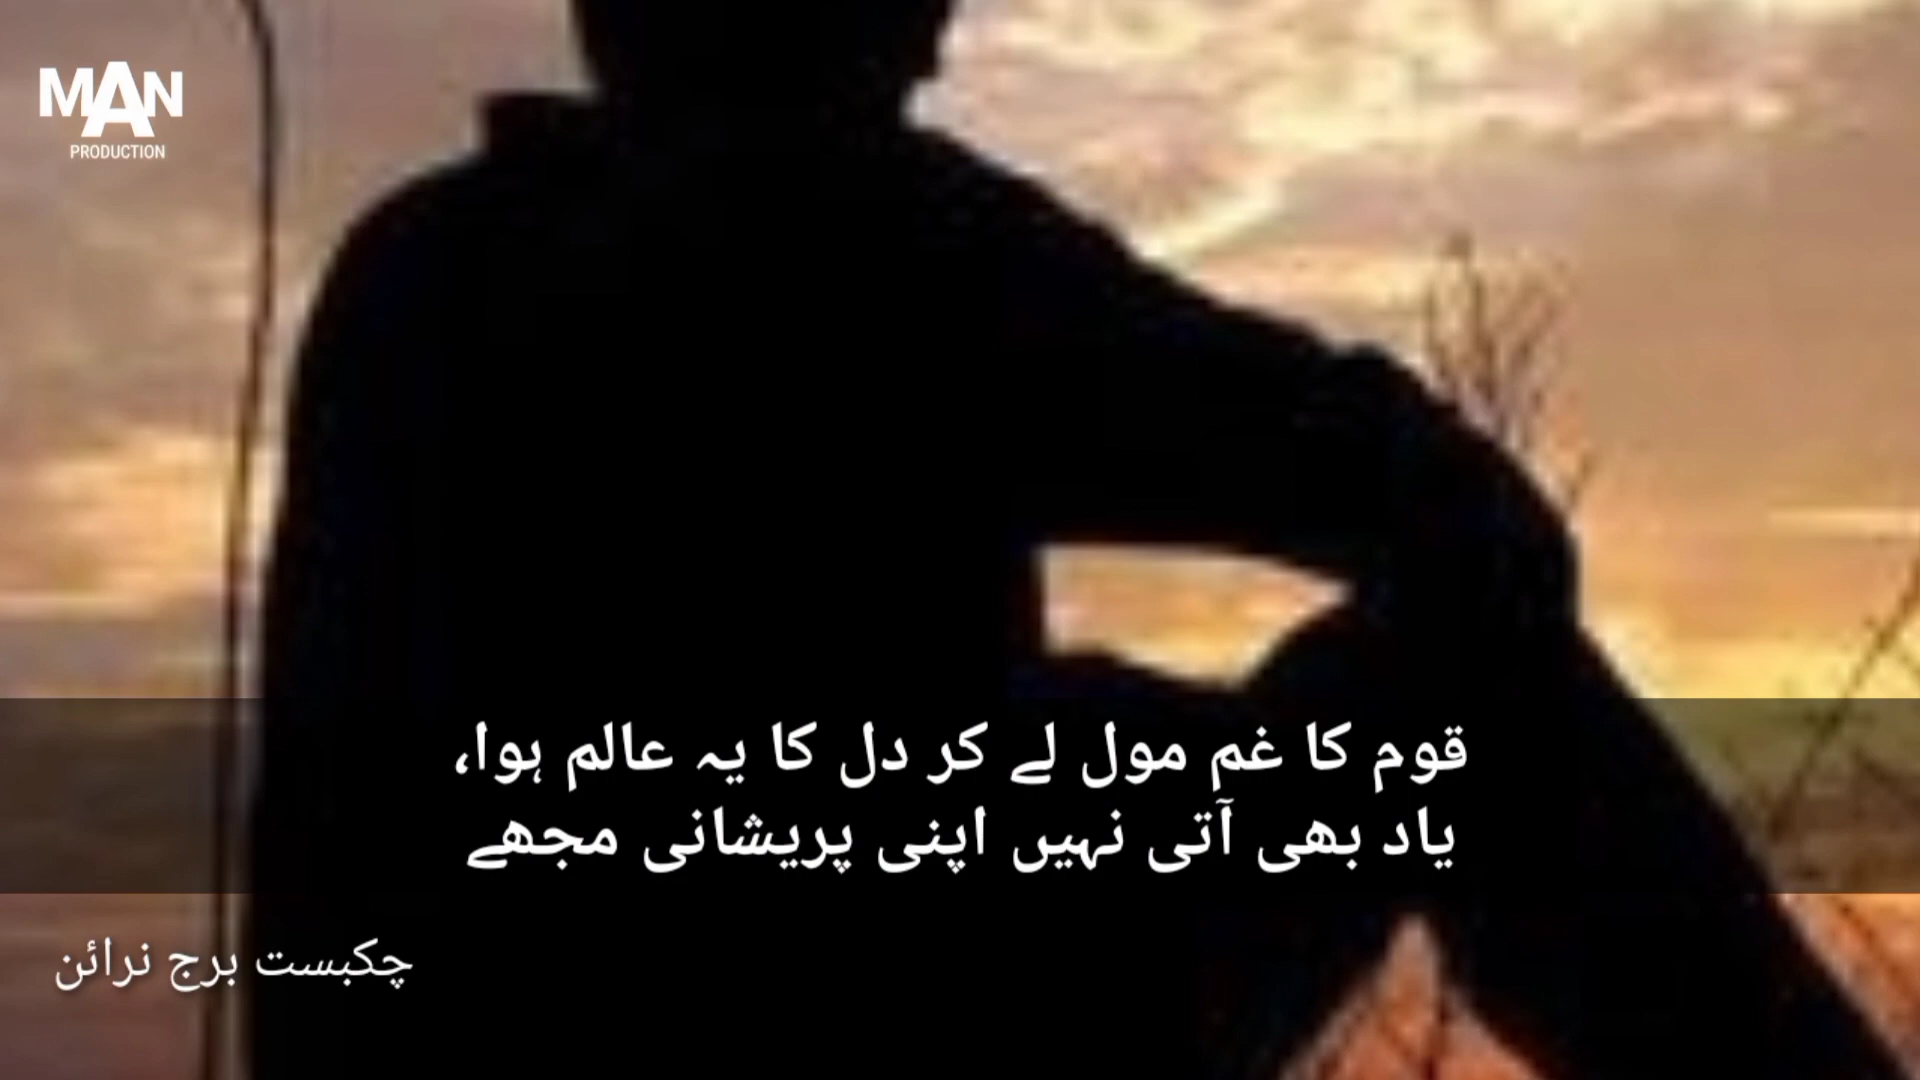 MAN
PRODUCTION
قوم کا غم مول لے کر دل کا یہ عالم ہوا،
یاد بھی آتی نہیں اپنی پریشانی مجھے
چکبست برج نرائن